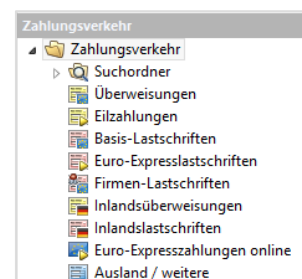 Zahlungsverkehr
Zahlungsverkehr
Suchordner
Überweisungen
Eilzahlungen
Basis-Lastschriften
Euro-Expresslastschriften
Firmen-Lastschriften
Inlandsüberweisungen
Inlandslastschriften
Euro-Expresszahlungen online
Ausland / weitere